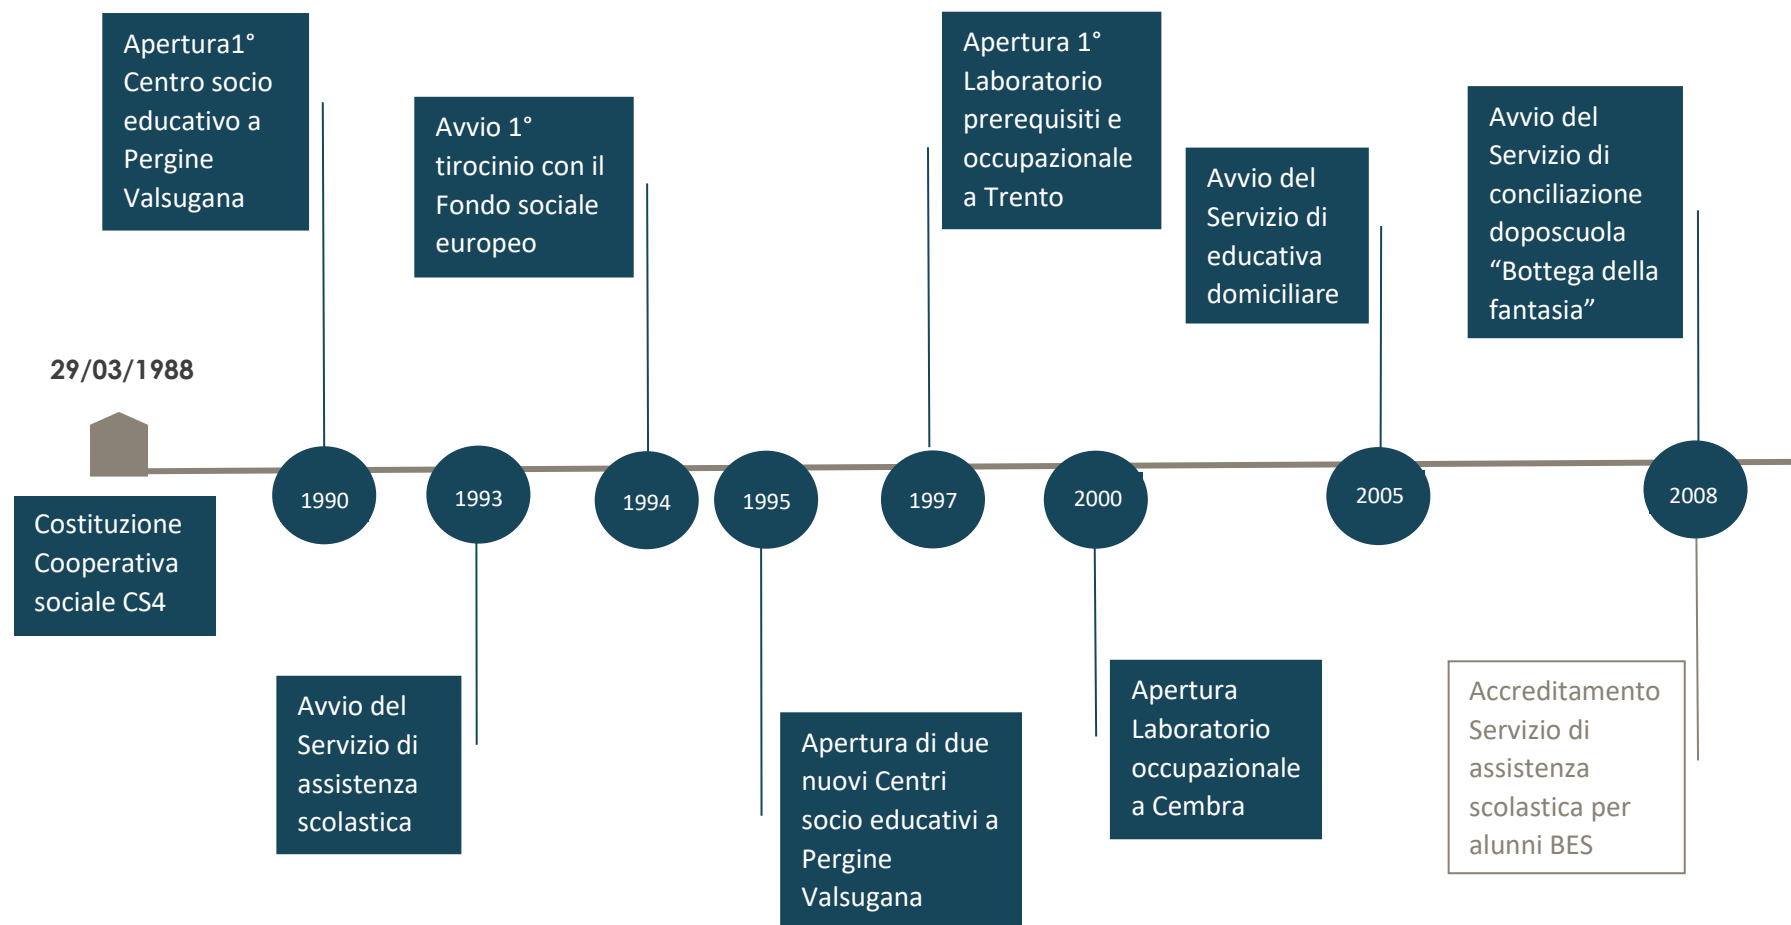 Apertura1°
Centro socio
educativo a
Pergine
Valsugana
Avvio 1°
tirocinio con il
Fondo sociale
europeo
Apertura 1°
Laboratorio
prerequisiti e
occupazionale
a Trento
Avvio del
Servizio di
educativa
domiciliare
Avvio del
Servizio di
conciliazione
doposcuola
“Bottega della
fantasia”
29/03/1988
1990
1993
1994
1995
1997
2000
2005
2008
Costituzione
Cooperativa
sociale CS4
Avvio del
Servizio di
assistenza
scolastica
Apertura di due
nuovi Centri
socio educativi a
Pergine
Valsugana
Apertura
Laboratorio
occupazionale
a Cembra
Accreditamento
Servizio di
assistenza
scolastica per
alunni BES